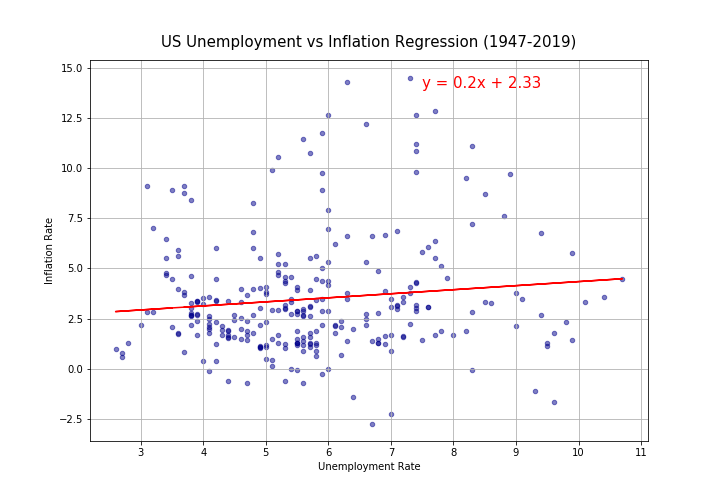 US Unemployment vs Inflation Regression (1947-2019)
15.0
y = 0.2x + 2.33
12.5
10.0
7.5
Inflation Rate
5.0
2.5
0.0
−2.5
3 4 5 6 7 8 9 10 11
Unemployment Rate